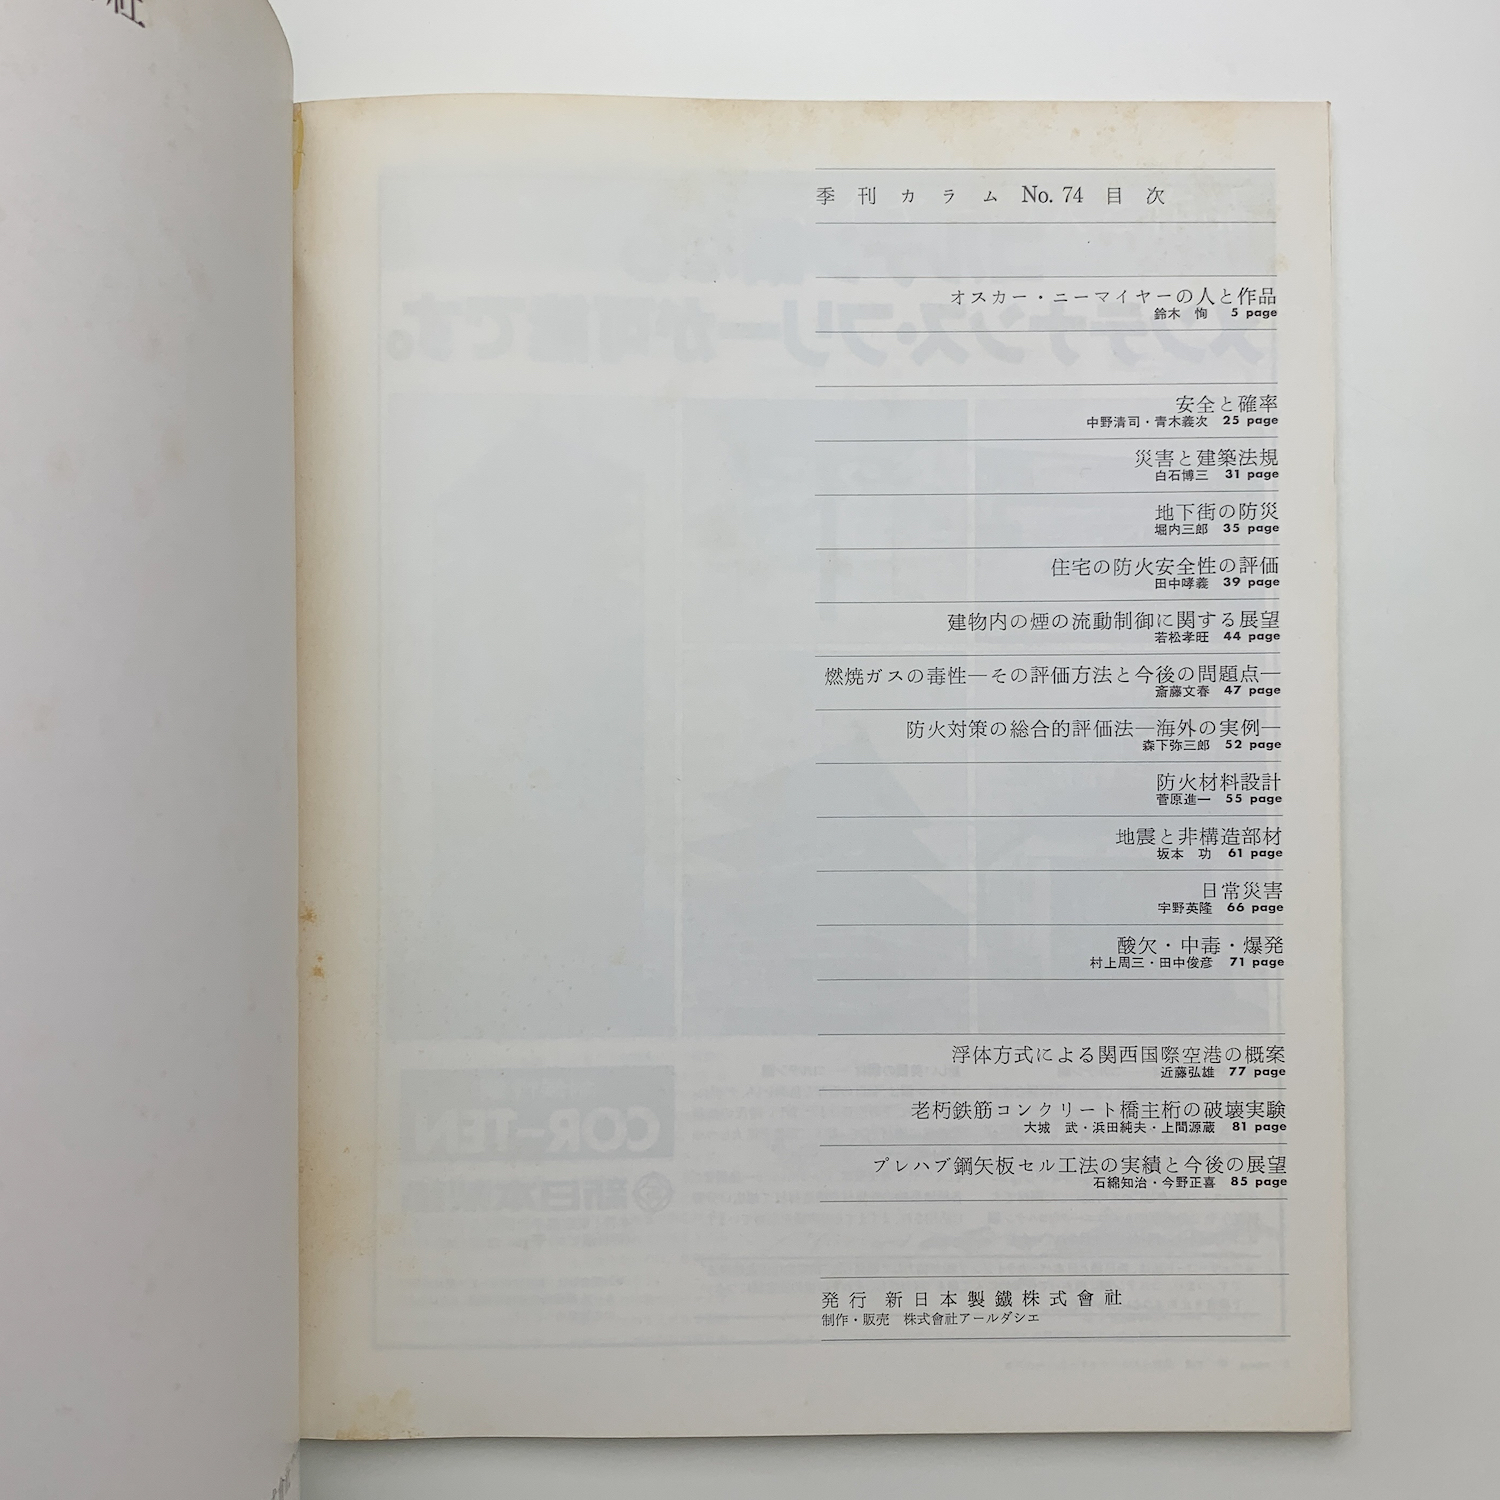 社
季刊カラム No. 74 目次
オスカー・ニーマイヤーの人と作品
鈴木 恂 5 page
安全と確率
中野清司・青木義次 25 page
災害と建築法規
白石博三 31 page
地下街の防災
堀内三郎 35 page
住宅の防火安全性の評価
田中哮義 39 page
建物内の煙の流動制御に関する展望
若松孝旺 44 page
燃焼ガスの毒性—その評価方法と今後の問題点—
斎藤文春 47 page
防火対策の総合的評価法—海外の実例—
森下弥三郎 52 page
防火材料設計
菅原進一 55 page
地震と非構造部材
坂本 功 61 page
日常災害
宇野英隆 66 page
酸欠・中毒・爆発
村上周三・田中俊彦 71 page
浮体方式による関西国際空港の概案
近藤弘雄 77 page
老朽鉄筋コンクリート橋主桁の破壊実験
大城 武・浜田純夫・上間源蔵 81 page
プレハブ鋼矢板セル工法の実績と今後の展望
石綿知治・今野正喜 85 page
発行 新日本製鐵株式會社
制作・販売 株式會社アールダシエ